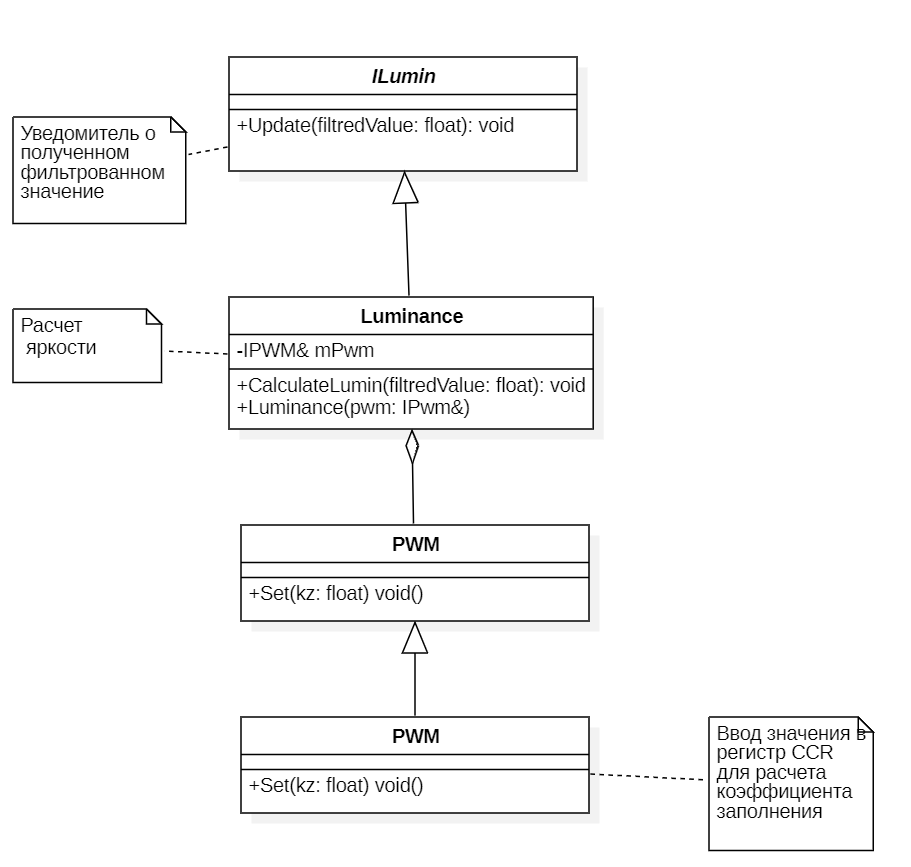 ILumin
+Update(filtredValue: float): void
Уведомитель о
полученном
фильтрованном
значение
Luminance
-IPWM& mPwm
+CalculateLumin(filtredValue: float): void
+Luminance(pwm: IPwm&)
Расчет
яркости
PWM
+Set(kz: float) void()
PWM
+Set(kz: float) void()
Ввод значения в
регистр CCR
для расчета
коэффициента
заполнения